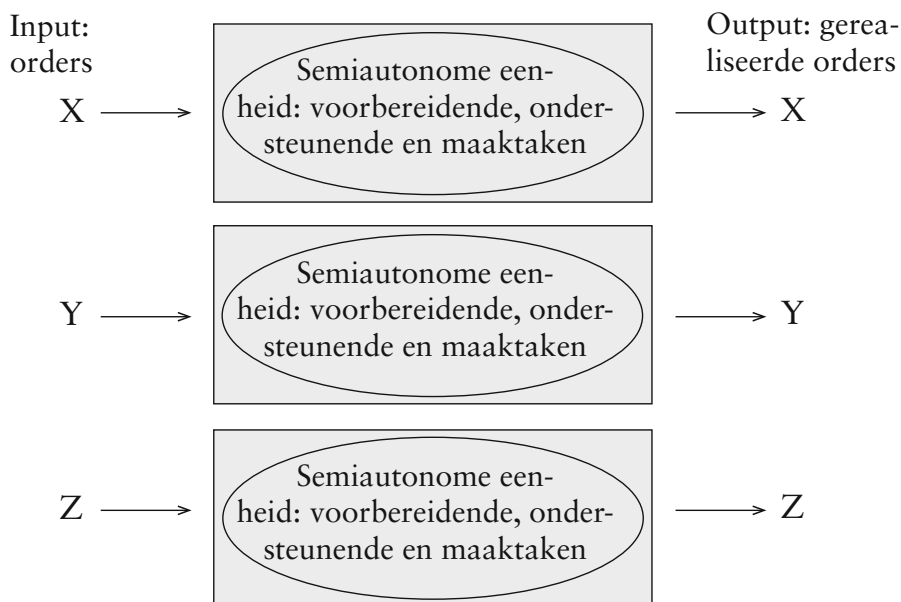 Input:
orders
Output: gerea-
liseerde orders
X
Semiautonome een-
heid: voorbereidende, onder-
steunende en maaktaken
X
Y
Semiautonome een-
heid: voorbereidende, onder-
steunende en maaktaken
Y
Z
Semiautonome een-
heid: voorbereidende, onder-
steunende en maaktaken
Z